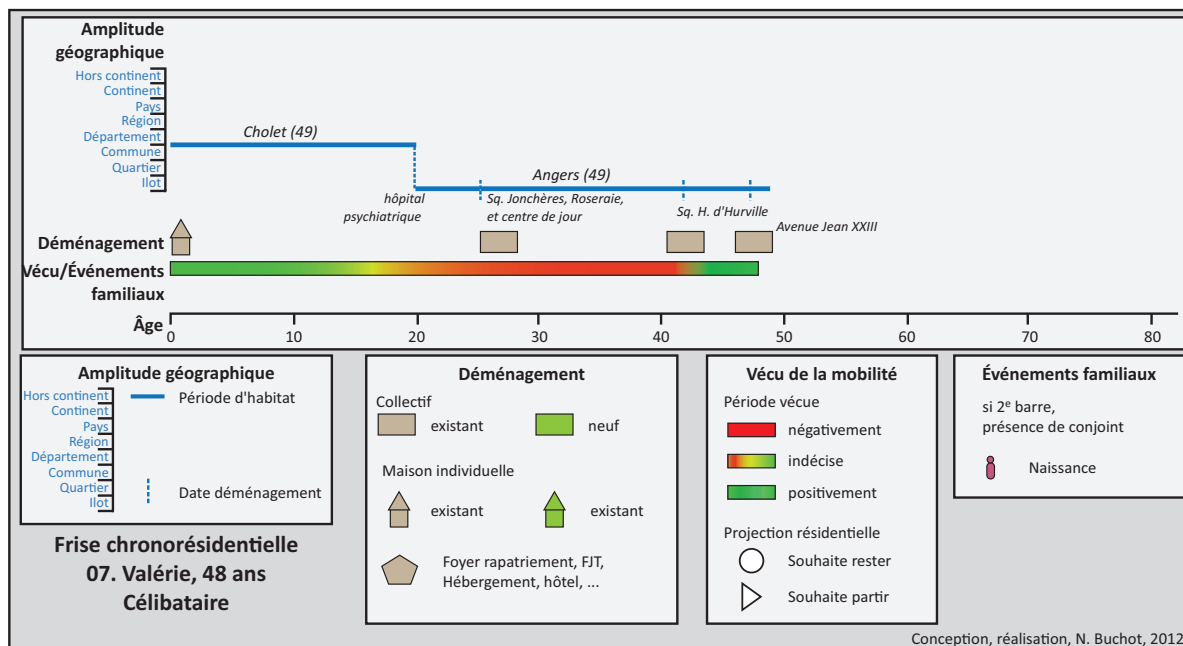 Amplitude
géographique
Hors continent
Continent
Pays
Région
Département
Commune
Quartier
Ilot
Cholet (49)
Angers (49)
hôpital
psychiatrique
Sq. Jonchères, Roseraie,
et centre de jour
Sq. H. d'Hurville
Avenue Jean XXIII
Déménagement
Vécu/Événements
familiaux
Âge
0 10 20 30 40 50 60 70 80
Amplitude géographique
Hors continent
Continent
Pays
Région
Département
Commune
Quartier
Ilot
Période d'habitat
Date déménagement
Frise chronorésidentielle
07. Valérie, 48 ans
Célibataire
Déménagement
Collectif
existant neuf
Maison individuelle
existant existant
Foyer rapatriement, FJT,
Hébergement, hôtel, ...
Vécu de la mobilité
Période vécue
négativement
indécise
positivement
Projection résidentielle
Souhaite rester
Souhaite partir
Événements familiaux
si 2e barre,
présence de conjoint
Naissance
Conception, réalisation, N. Buchot, 2012